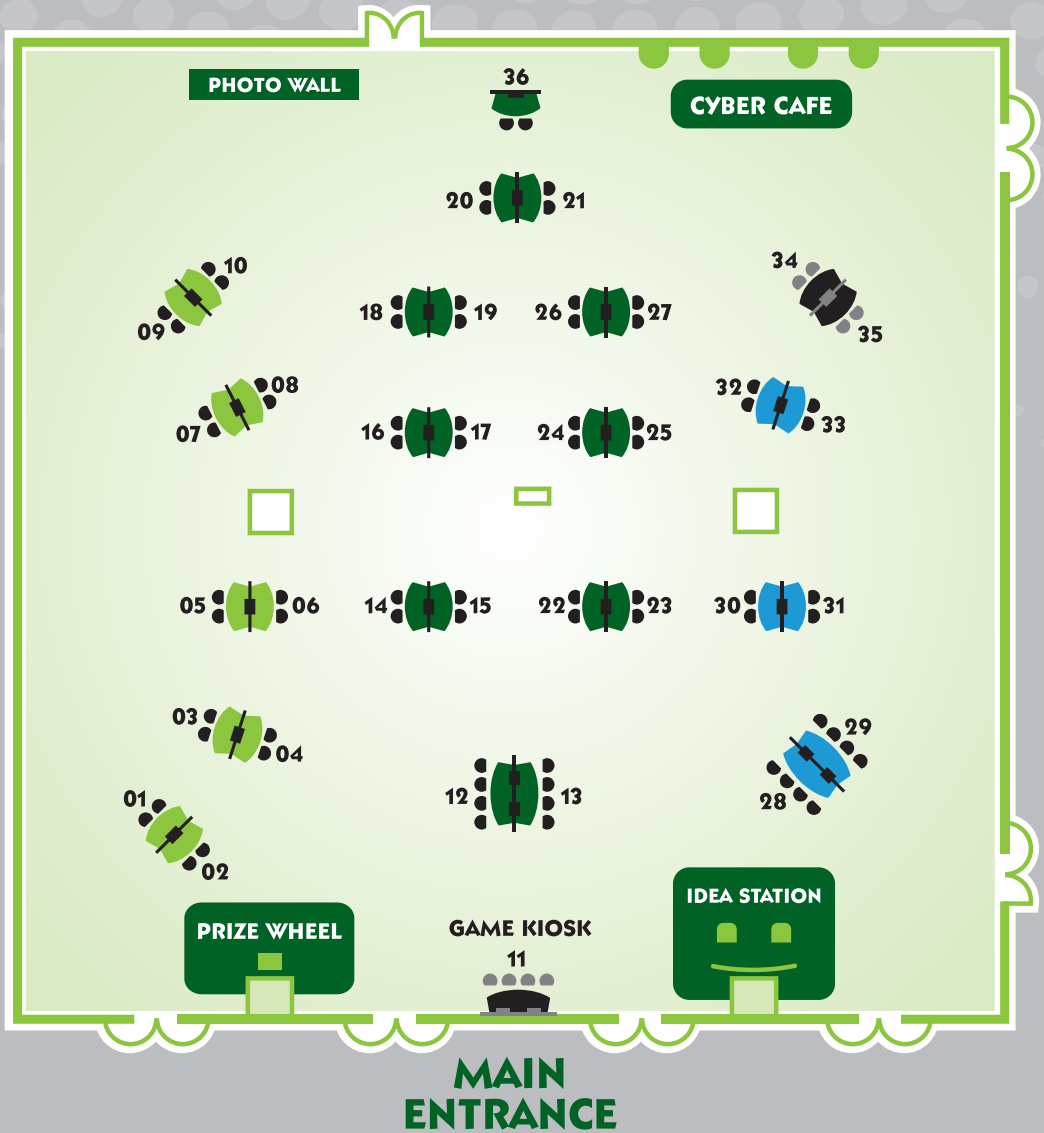 36
PHOTO WALL
CYBER CAFE
20 21
10
34
18 19 26 27
09
35
08
32
07
16 17 24 25
33
05 06 14 15 22 23 30 31
03
29
04
12 13
01
28
02
IDEA STATION
PRIZE WHEEL
GAME KIOSK
11
MAIN
ENTRANCE